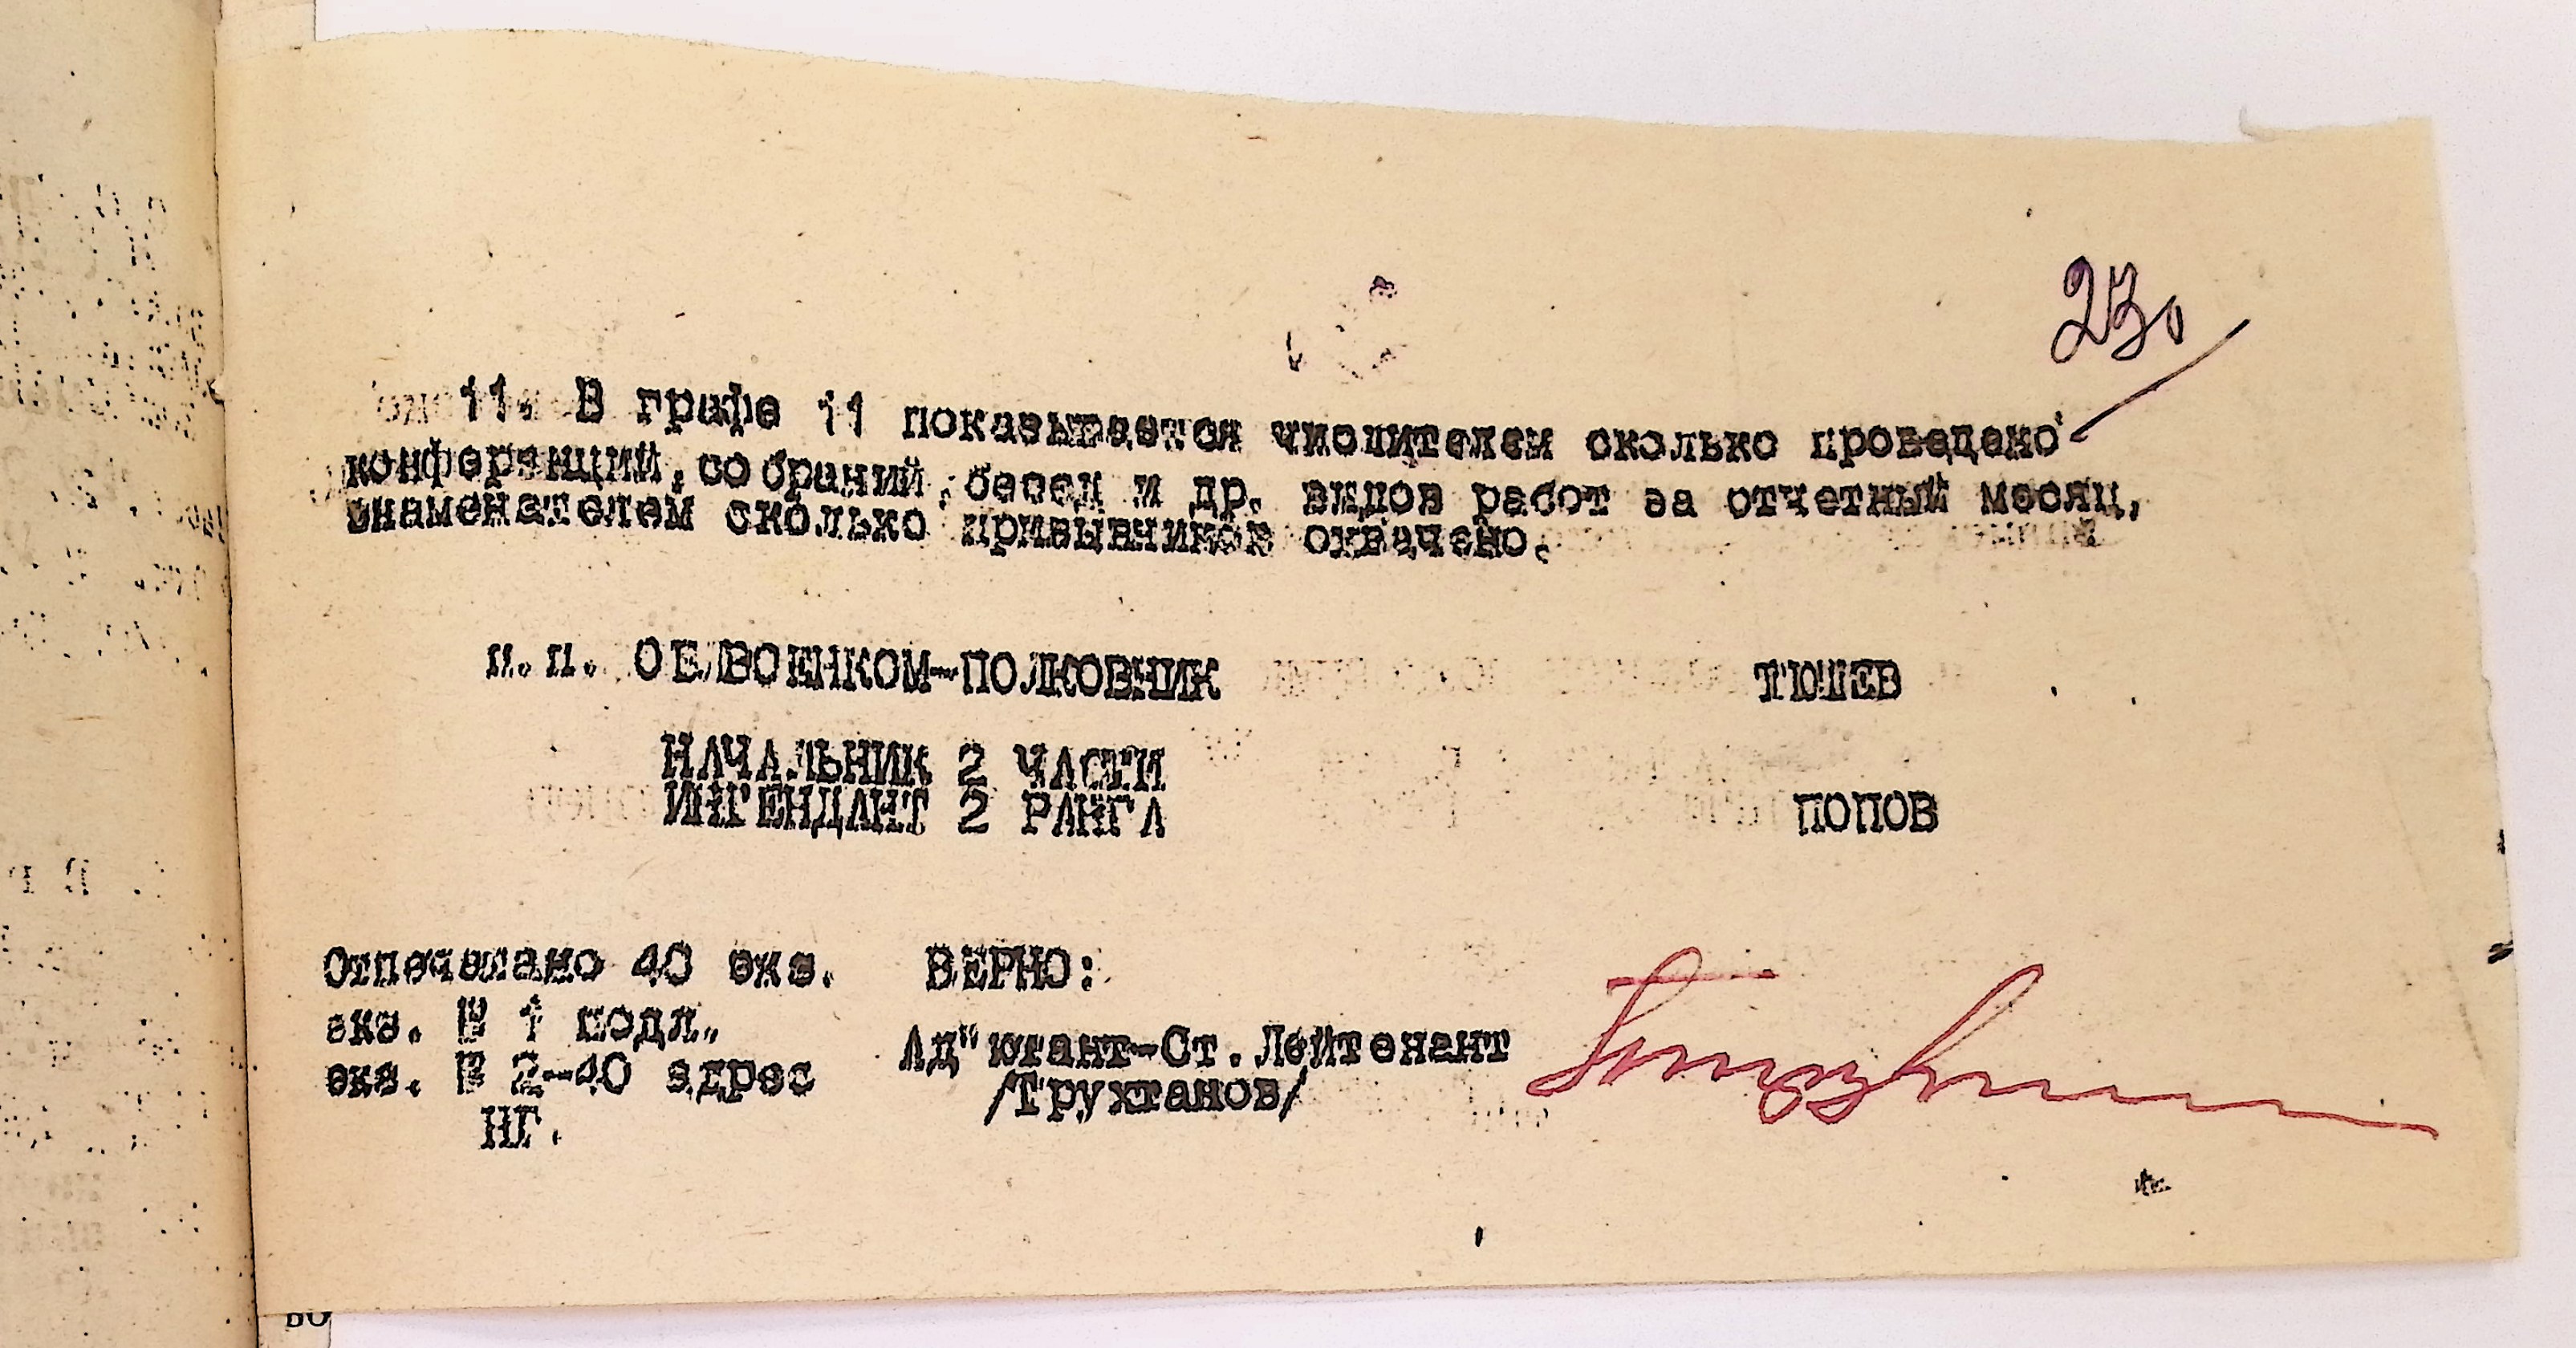 23
11. В графе 11 показывается числителем сколько проведено
конференций, собраний, бесед и др. видов работ за отчетный месяц,
знаменателем сколько призывников охвачено.
п.п. ОБЛВОЕНКОМ-ПОЛКОВНИК ТЮШЕВ
НАЧАЛЬНИК 2 ЧАСТИ
ИНТЕНДАНТ 2 РАНГА ПОПОВ
Отпечатано 40 экз. ВЕРНО:
экз. № 1 подл.
Ад"ютант-Ст.Лейтенант
экз. № 2-40 адрес
/Трухтанов/
НГ.